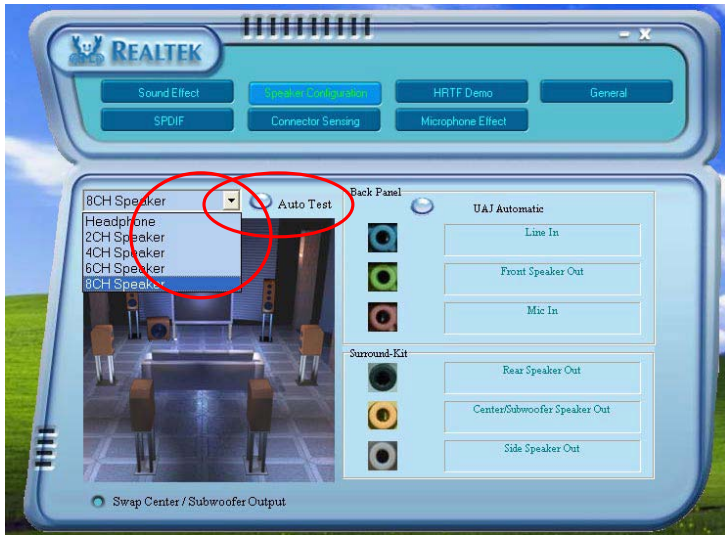 REALTEK
Sound Effect
Speaker Configuration
HRTF Demo
General
SPDIF
Connector Sensing
Microphone Effect
8CH Speaker
Auto Test
Headphone
2CH Speaker
4CH Speaker
6CH Speaker
8CH Speaker
Swap Center / Subwoofer Output
Back Panel
UAJ Automatic
Line In
Front Speaker Out
Mic In
Surround-Kit
Rear Speaker Out
Center/Subwoofer Speaker Out
Side Speaker Out